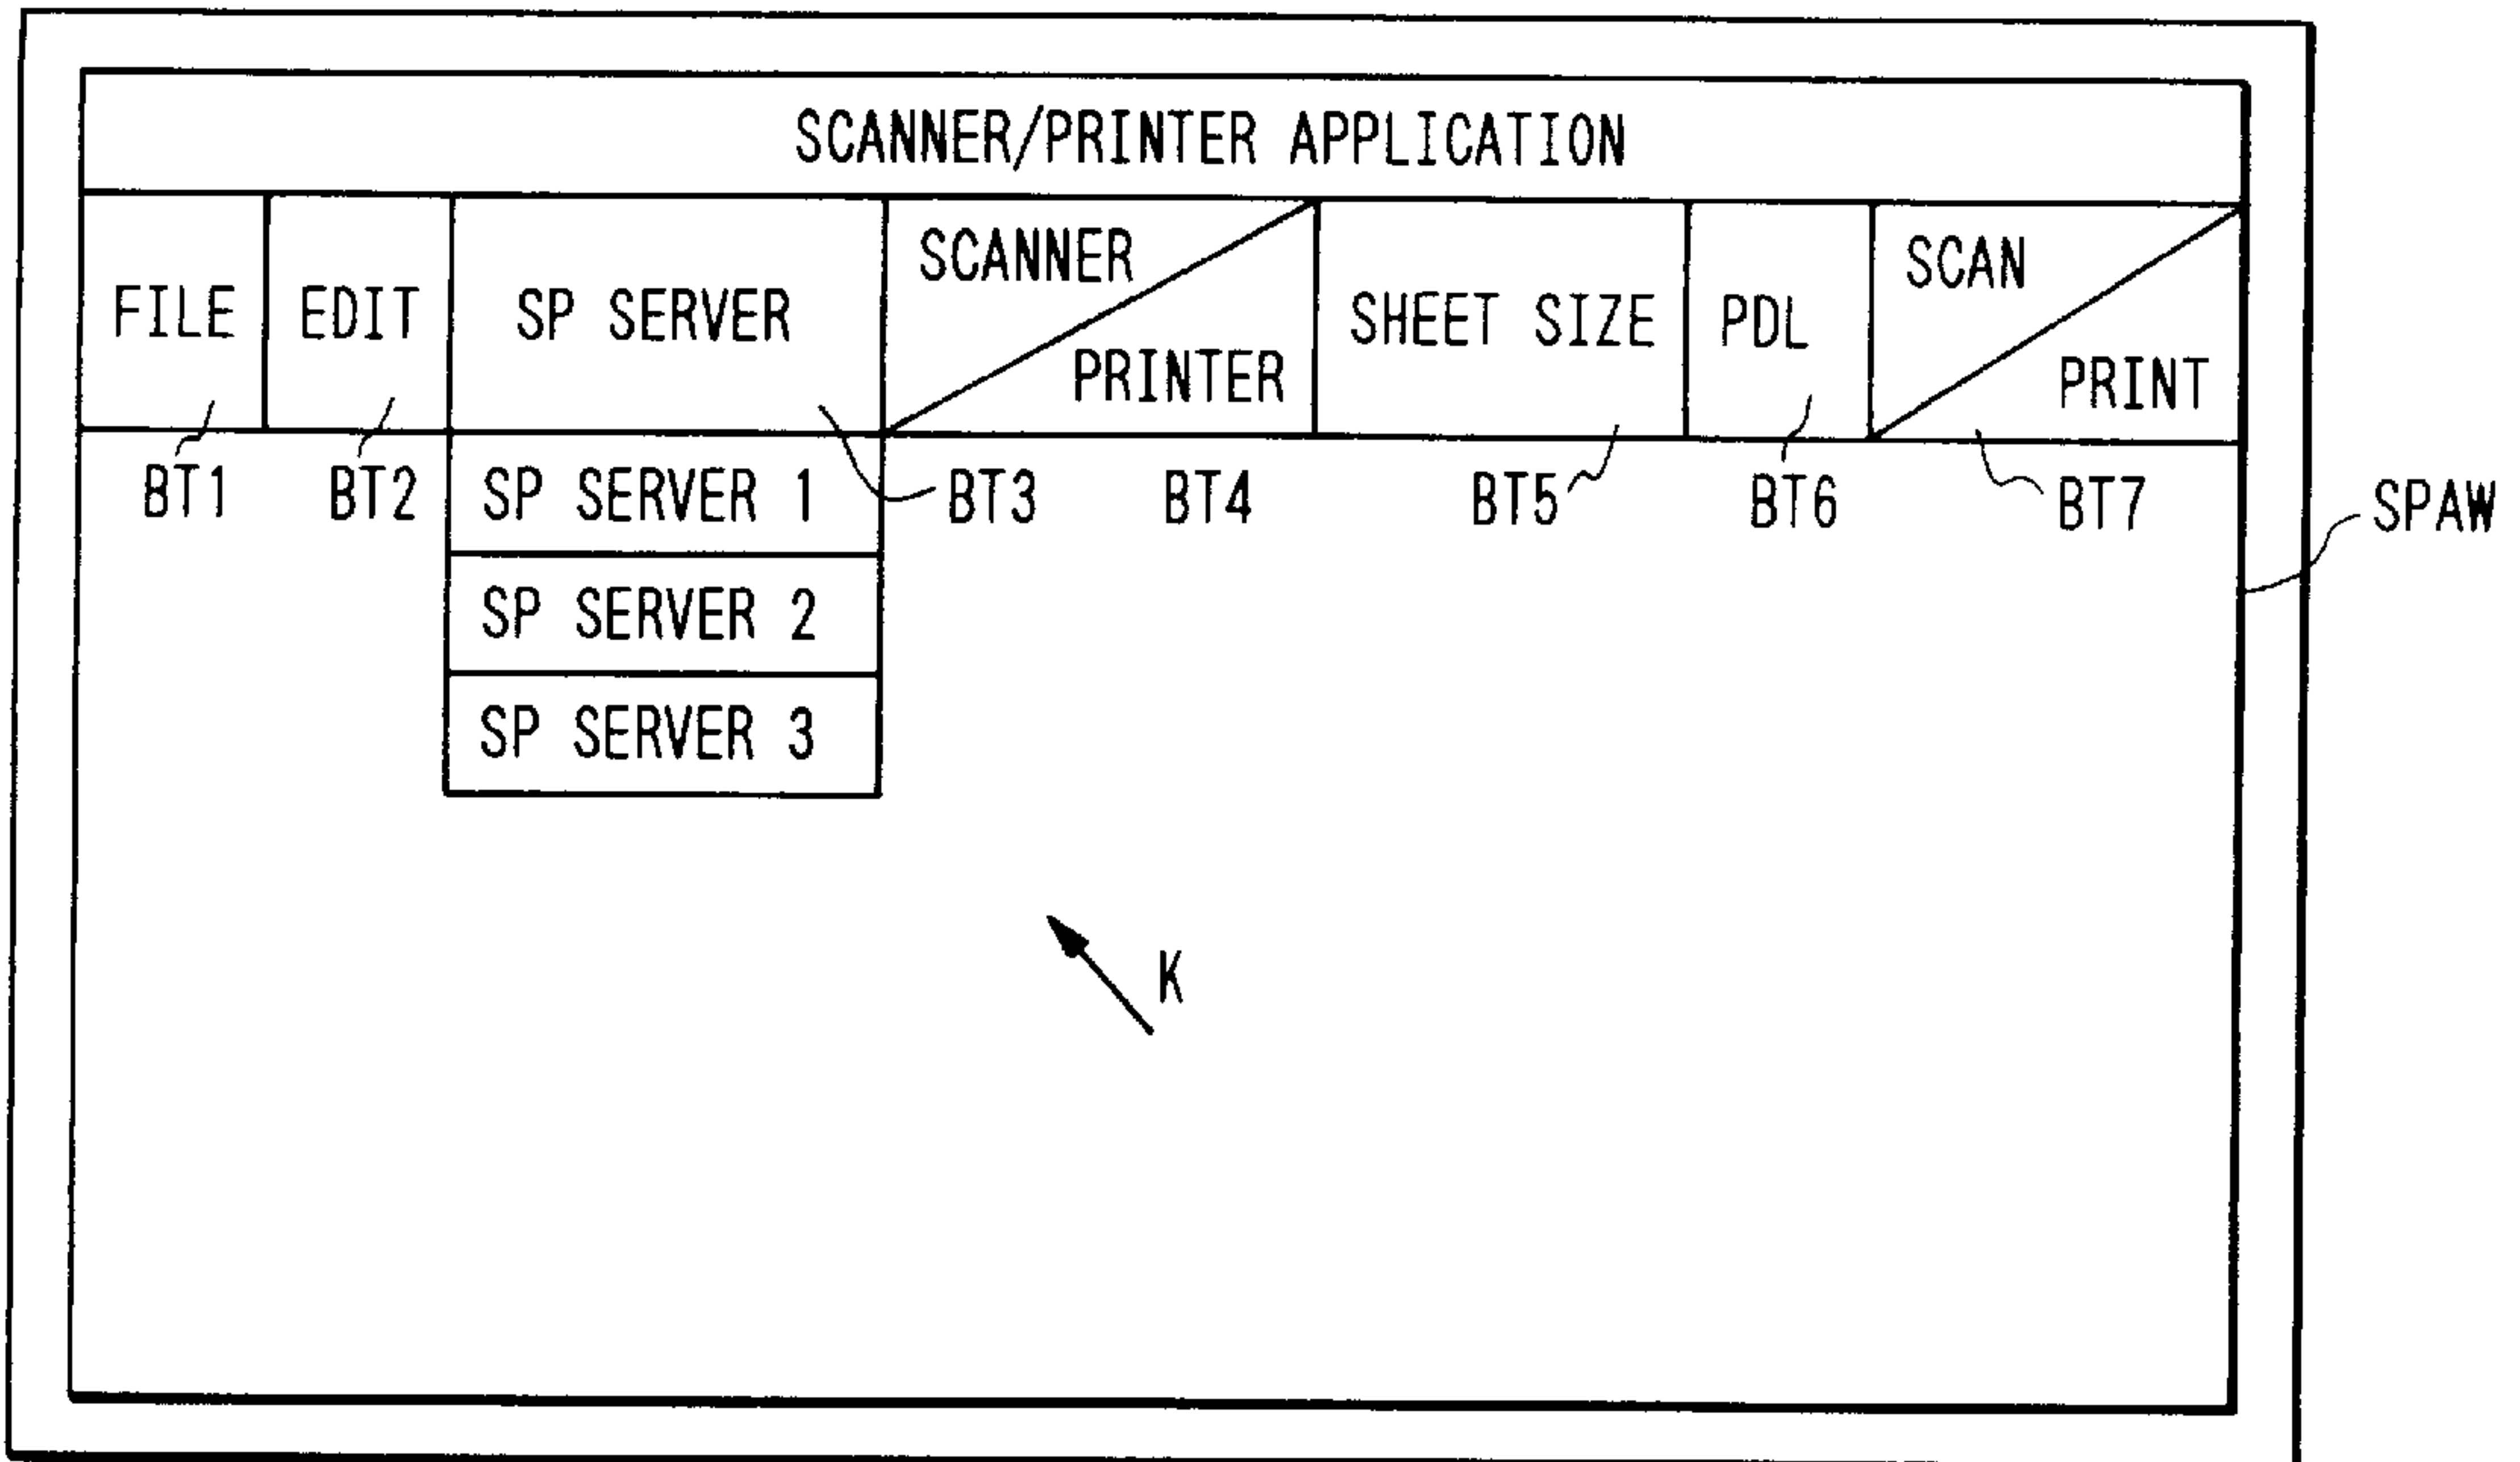 SCANNER/PRINTER APPLICATION
FILE
EDIT
SP SERVER
SCANNER
PRINTER
SHEET SIZE
PDL
SCAN
PRINT
BT1
BT2
SP SERVER 1
BT3
BT4
BT5
BT6
BT7
SPAW
SP SERVER 2
SP SERVER 3
K